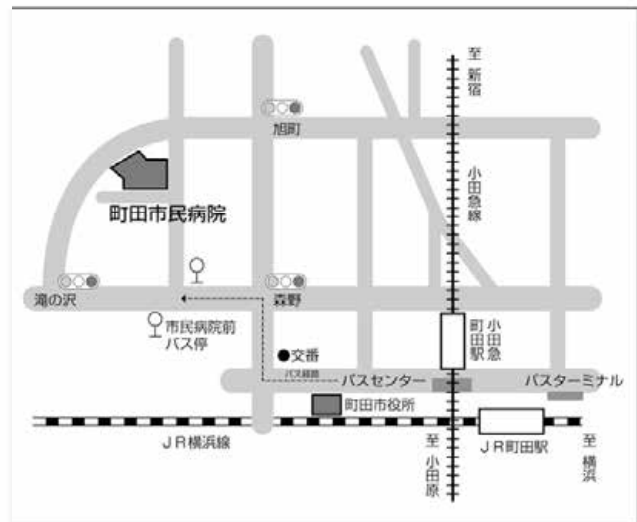 至 新宿
旭町
小田急線
町田市民病院
滝の沢
森野
市民病院前
バス停
小田急
町田駅
交番
バス経路
バスセンター
バスターミナル
町田市役所
JR横浜線
至 小田原
JR町田駅
至 横浜